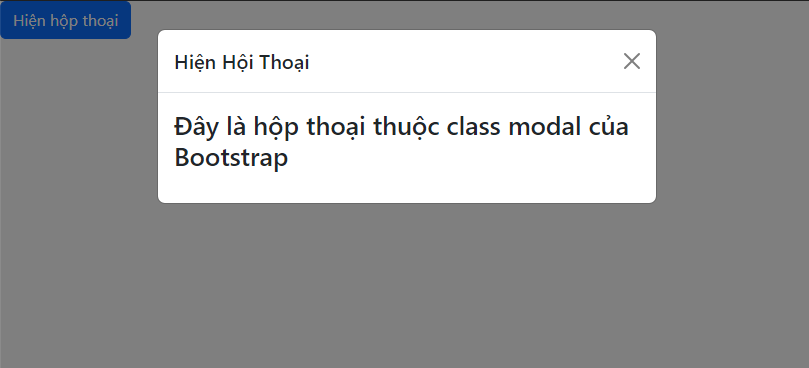 Hiện hộp thoại
Hiện Hội Thoại
Đây là hộp thoại thuộc class modal của
Bootstrap